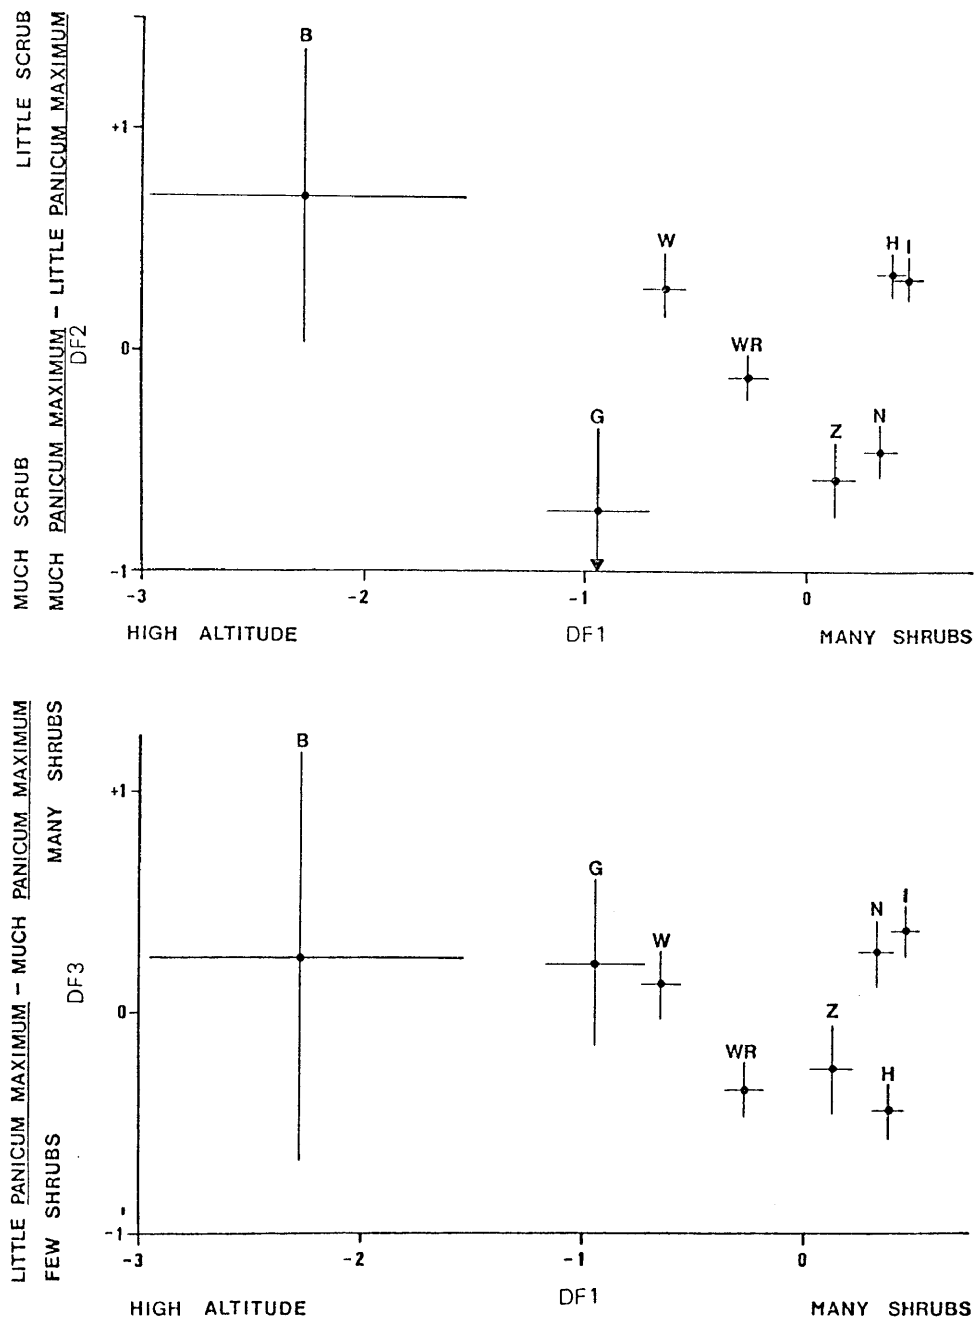 MUCH SCRUB LITTLE SCRUB
MUCH PANICUM MAXIMUM – LITTLE PANICUM MAXIMUM
DF2
B
+1
W
H I
0
WR
G
Z
N
-1
-3
-2
-1
0
HIGH ALTITUDE
DF1
MANY SHRUBS
LITTLE PANICUM MAXIMUM – MUCH PANICUM MAXIMUM
FEW SHRUBS MANY SHRUBS
DF3
B
+1
G
I
N
W
0
Z
WR
H
-1
-3
-2
-1
0
HIGH ALTITUDE
DF1
MANY SHRUBS